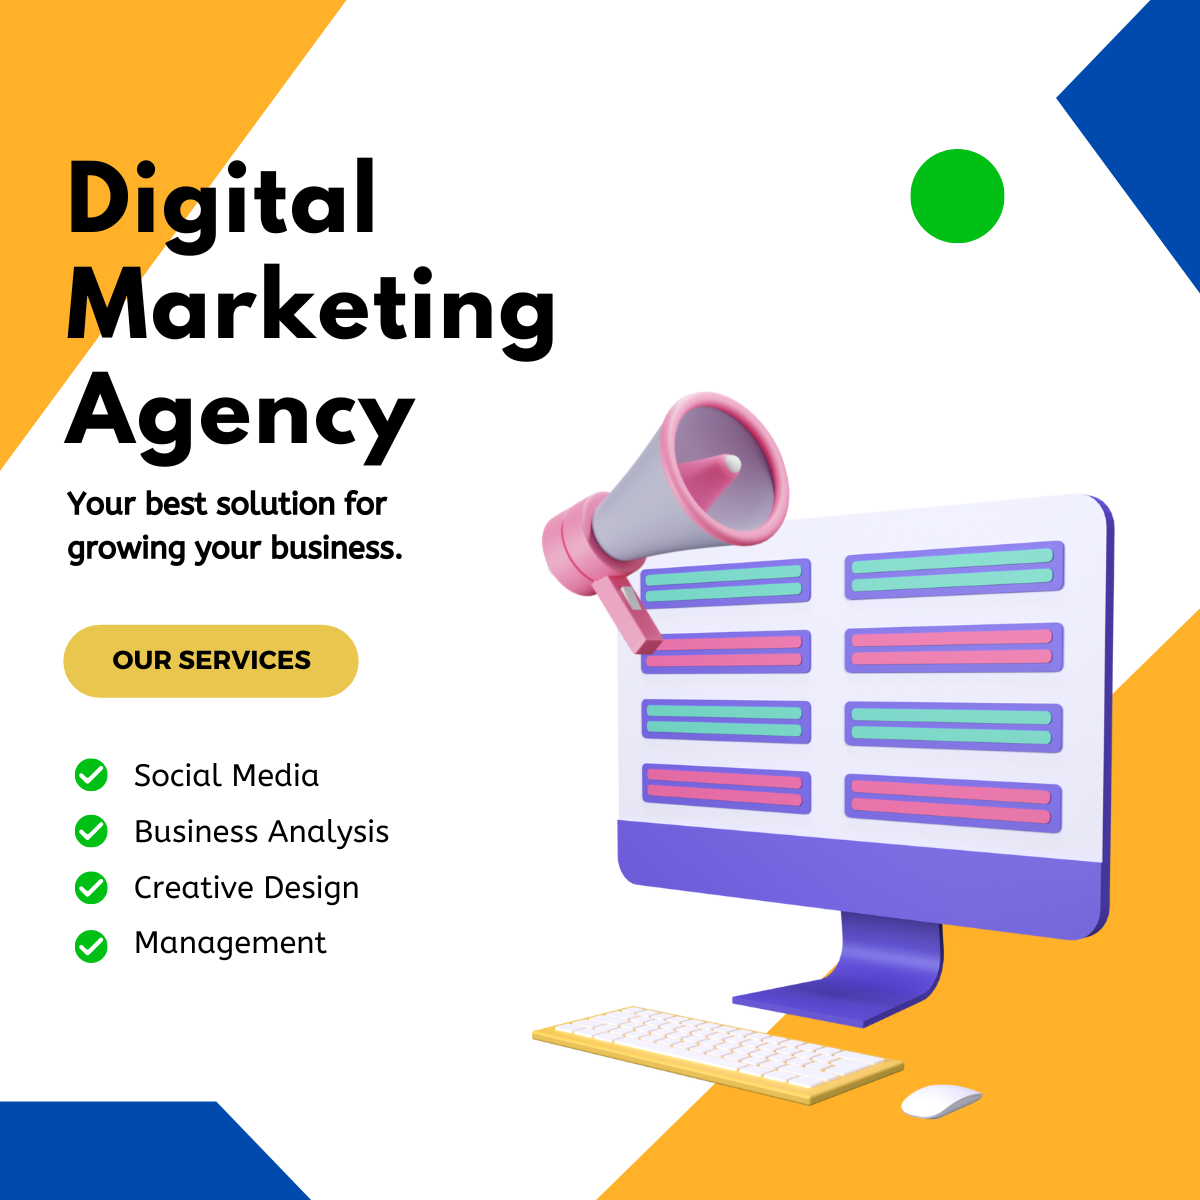 Digital
Marketing
Agency
Your best solution for
growing your business.
OUR SERVICES
Social Media
Business Analysis
Creative Design
Management